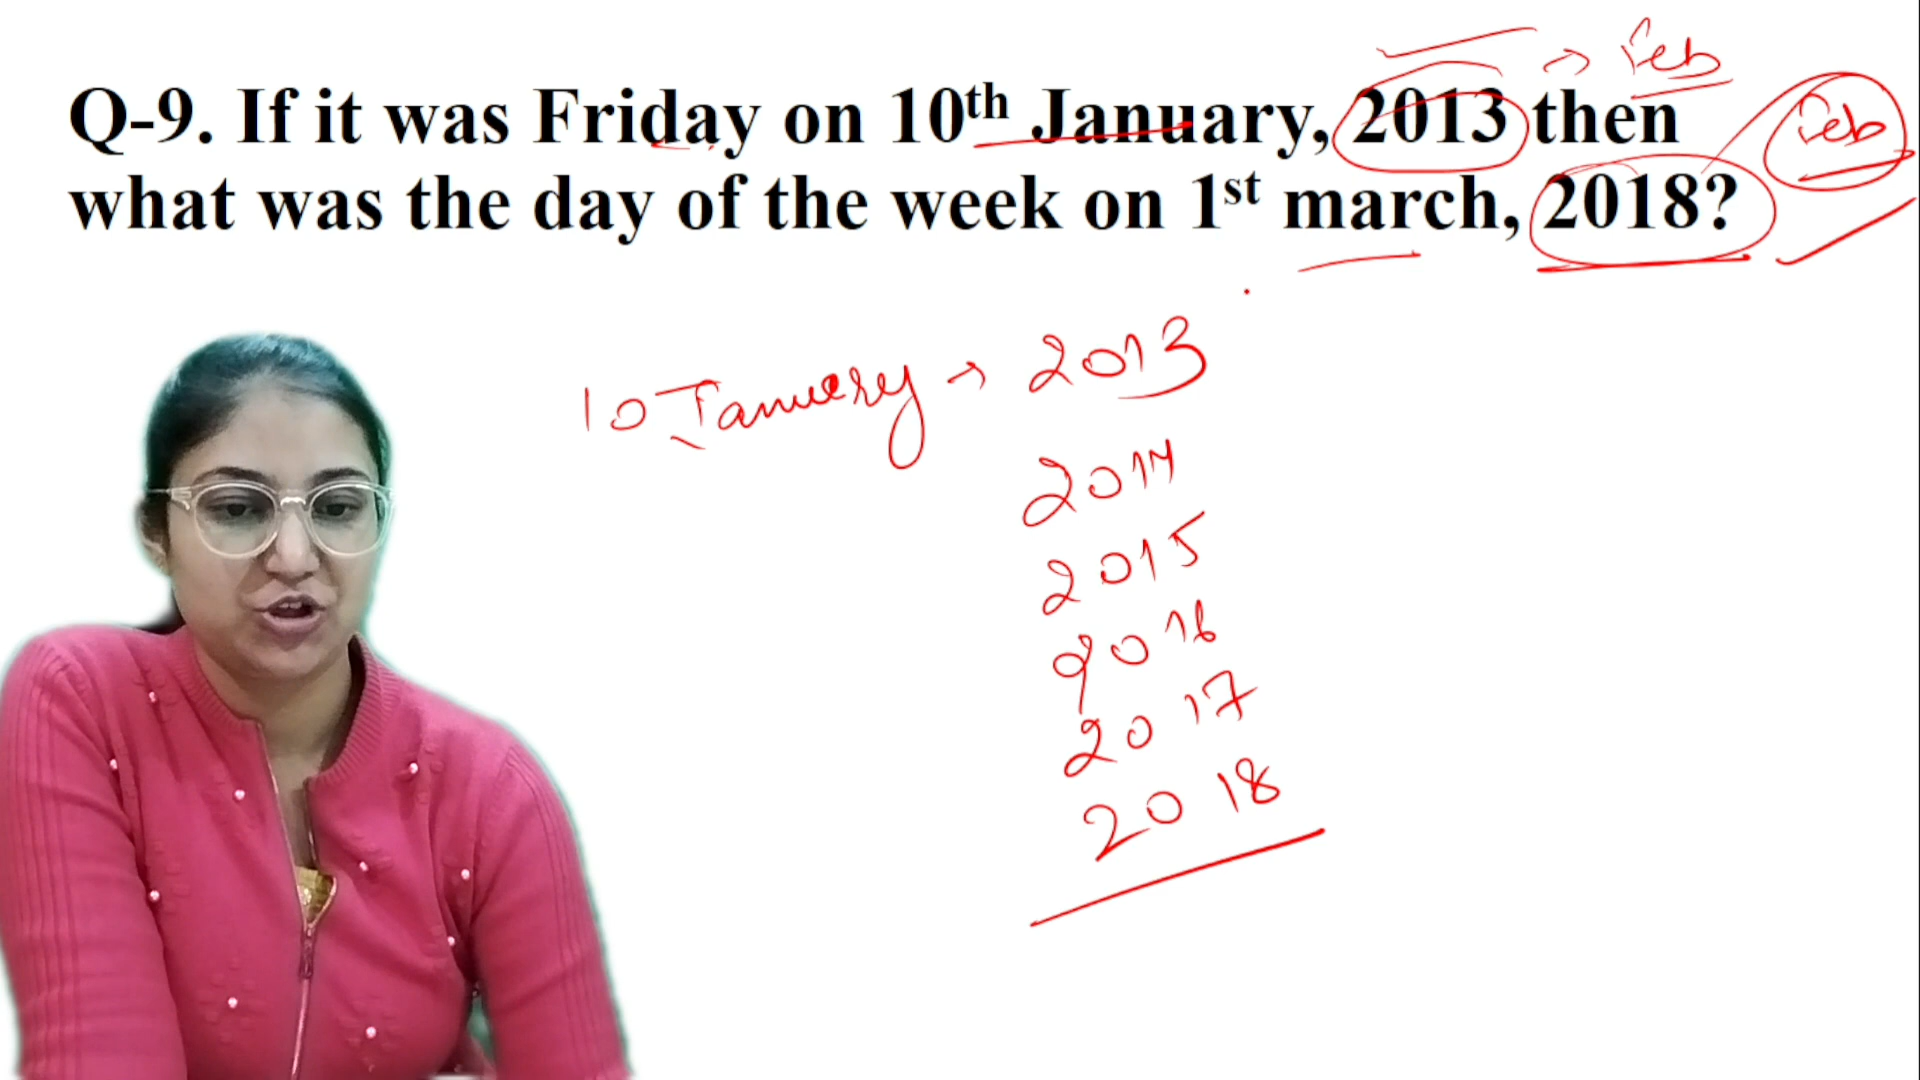 → Feb
Q-9. If it was Friday on 10th January, 2013 then
Feb
what was the day of the week on 1st march, 2018?
10 January → 2013
2014
2015
2016
2017
2018